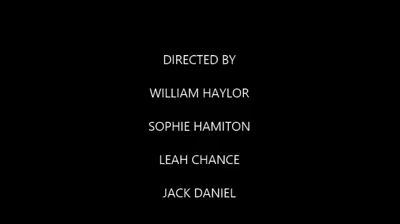 DIRECTED BY
WILLIAM HAYLOR
SOPHIE HAMITON
LEAH CHANCE
JACK DANIEL